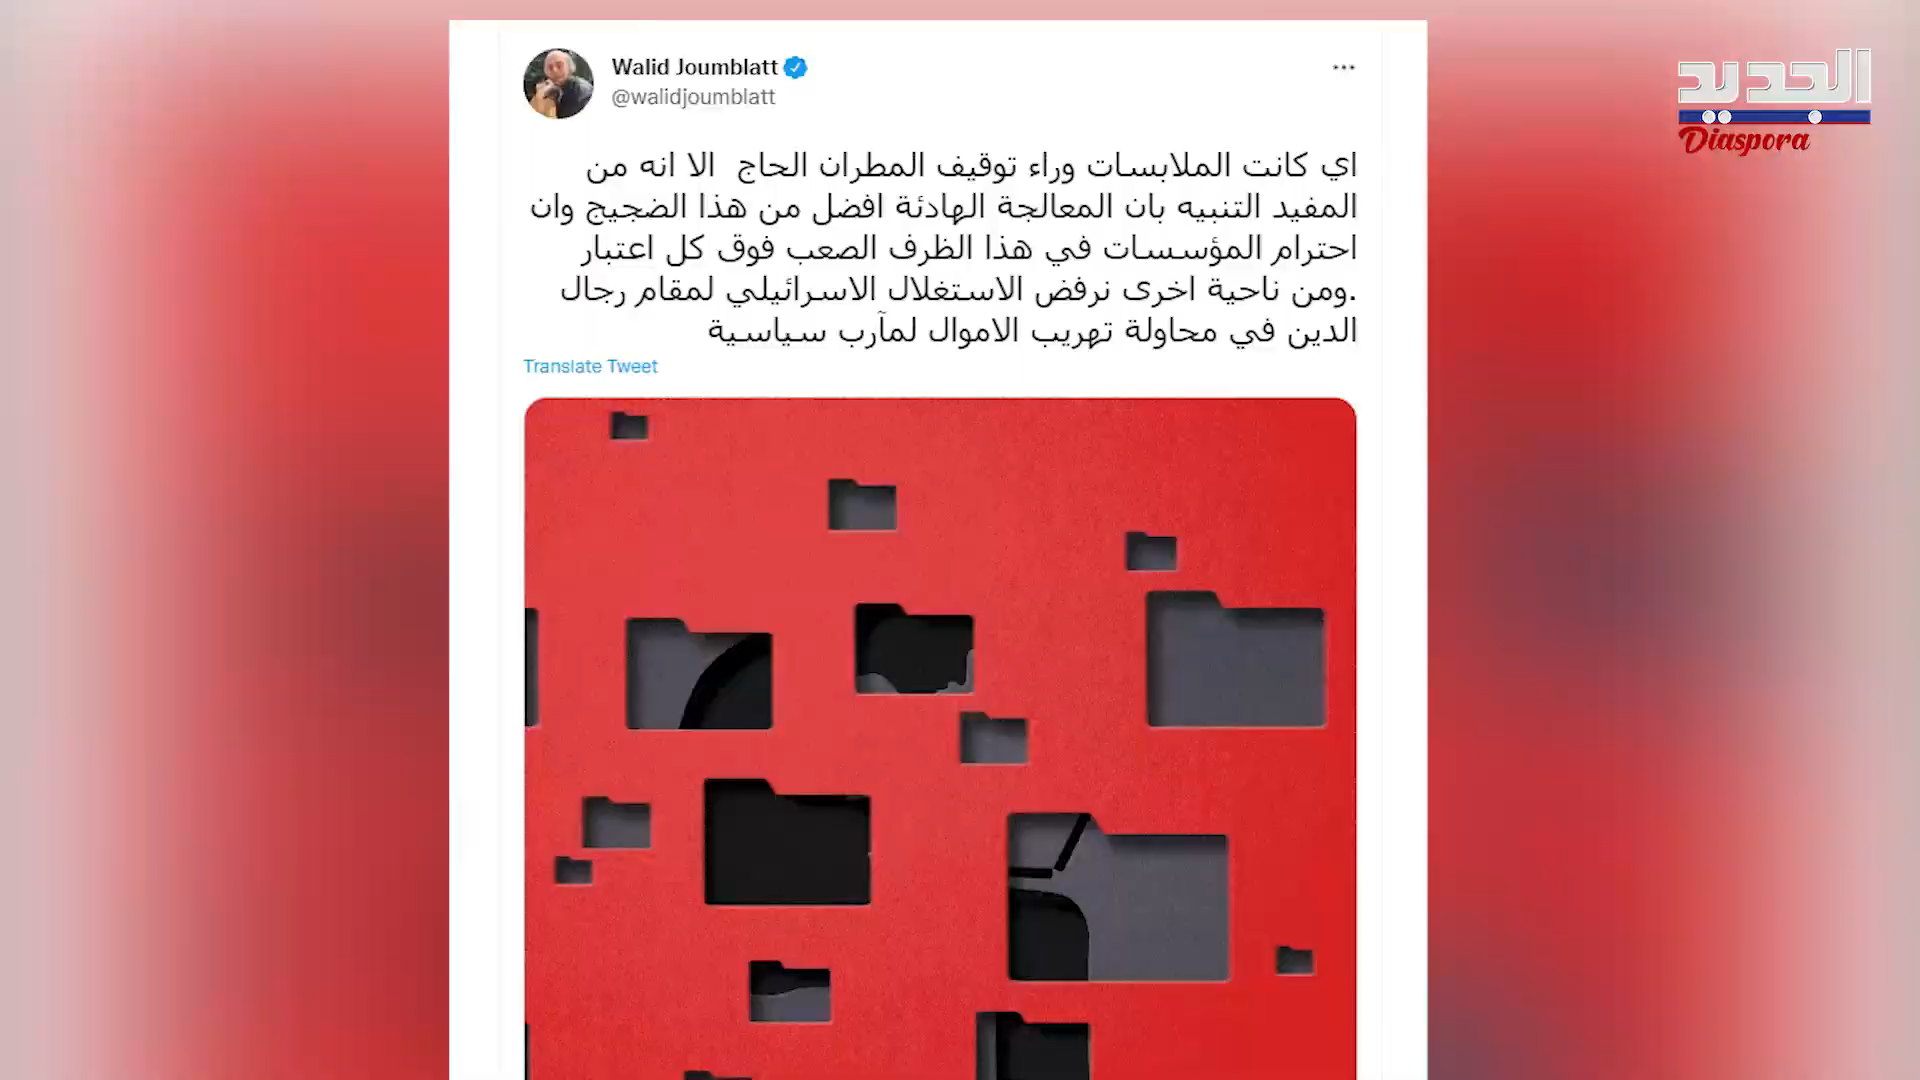 Walid Joumblatt
@walidjoumblatt
الجديد
Diaspora
اي كانت الملابسات وراء توقيف المطران الحاج الا انه من
المفيد التنبيه بان المعالجة الهادئة افضل من هذا الضجيج وان
احترام المؤسسات في هذا الظرف الصعب فوق كل اعتبار
.ومن ناحية اخرى نرفض الاستغلال الاسرائيلي لمقام رجال
الدين في محاولة تهريب الاموال لمآرب سياسية
Translate Tweet